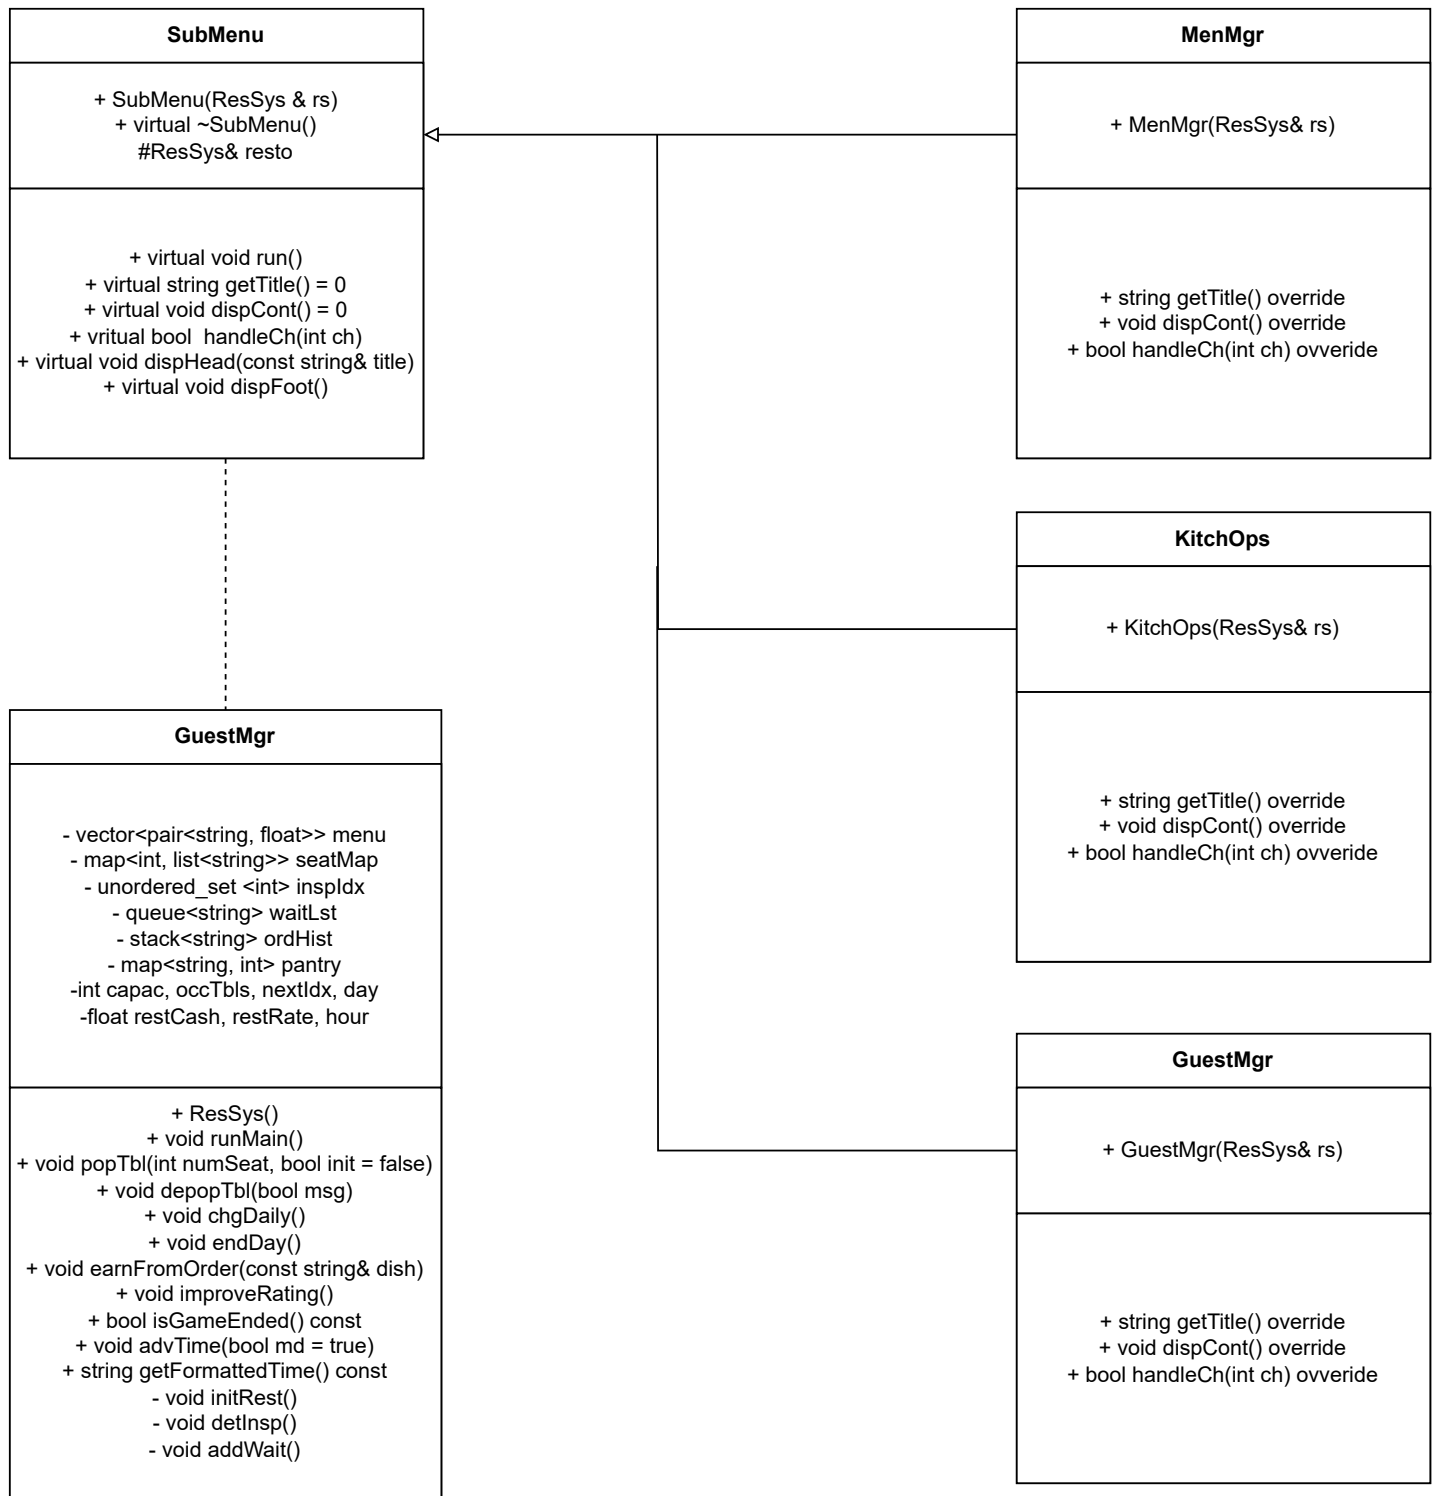 SubMenu
+ SubMenu(ResSys & rs)
+ virtual ~SubMenu()
#ResSys& resto
+ virtual void run()
+ virtual string getTitle() = 0
+ virtual void dispCont() = 0
+ vritual bool  handleCh(int ch)
+ virtual void dispHead(const string& title)
+ virtual void dispFoot()
MenMgr
+ MenMgr(ResSys& rs)
+ string getTitle() override
+ void dispCont() override
+ bool handleCh(int ch) ovveride
KitchOps
+ KitchOps(ResSys& rs)
+ string getTitle() override
+ void dispCont() override
+ bool handleCh(int ch) ovveride
GuestMgr
- vector<pair<string, float>> menu
- map<int, list<string>> seatMap
- unordered_set <int> inspIdx
- queue<string> waitLst
- stack<string> ordHist
- map<string, int> pantry
-int capac, occTbls, nextIdx, day
-float restCash, restRate, hour
+ ResSys()
+ void runMain()
+ void popTbl(int numSeat, bool init = false)
+ void depopTbl(bool msg)
+ void chgDaily()
+ void endDay()
+ void earnFromOrder(const string& dish)
+ void improveRating()
+ bool isGameEnded() const
+ void advTime(bool md = true)
+ string getFormattedTime() const
- void initRest()
- void detInsp()
- void addWait()
GuestMgr
+ GuestMgr(ResSys& rs)
+ string getTitle() override
+ void dispCont() override
+ bool handleCh(int ch) ovveride